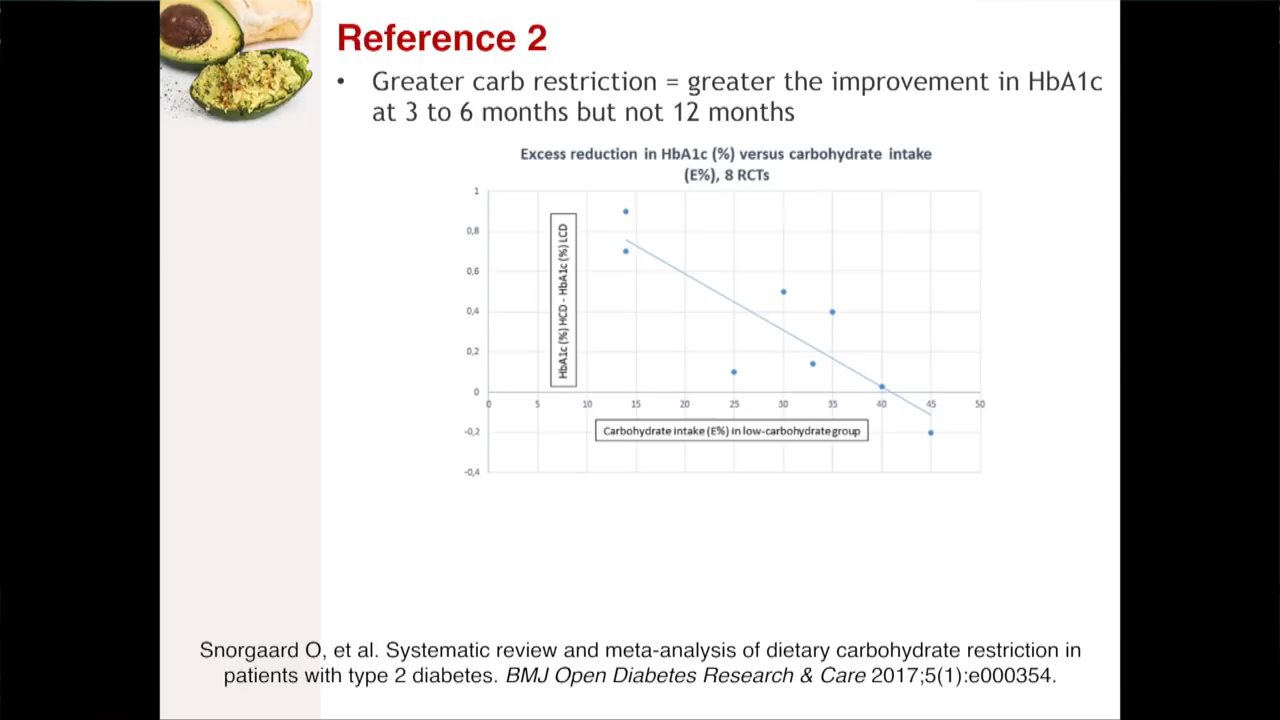 Reference 2
• Greater carb restriction = greater the improvement in HbA1c
at 3 to 6 months but not 12 months
Excess reduction in HbA1c (%) versus carbohydrate intake
(E%), 8 RCTs
1
0,8
0,6
0,4
0,2
0
-0,2
-0,4
HbA1c (%) HCD - HbA1c (%) LCD
0 5 10 15 20 25 30 35 40 45 50
Carbohydrate intake (E%) in low-carbohydrate group
Snorgaard O, et al. Systematic review and meta-analysis of dietary carbohydrate restriction in
patients with type 2 diabetes. BMJ Open Diabetes Research & Care 2017;5(1):e000354.